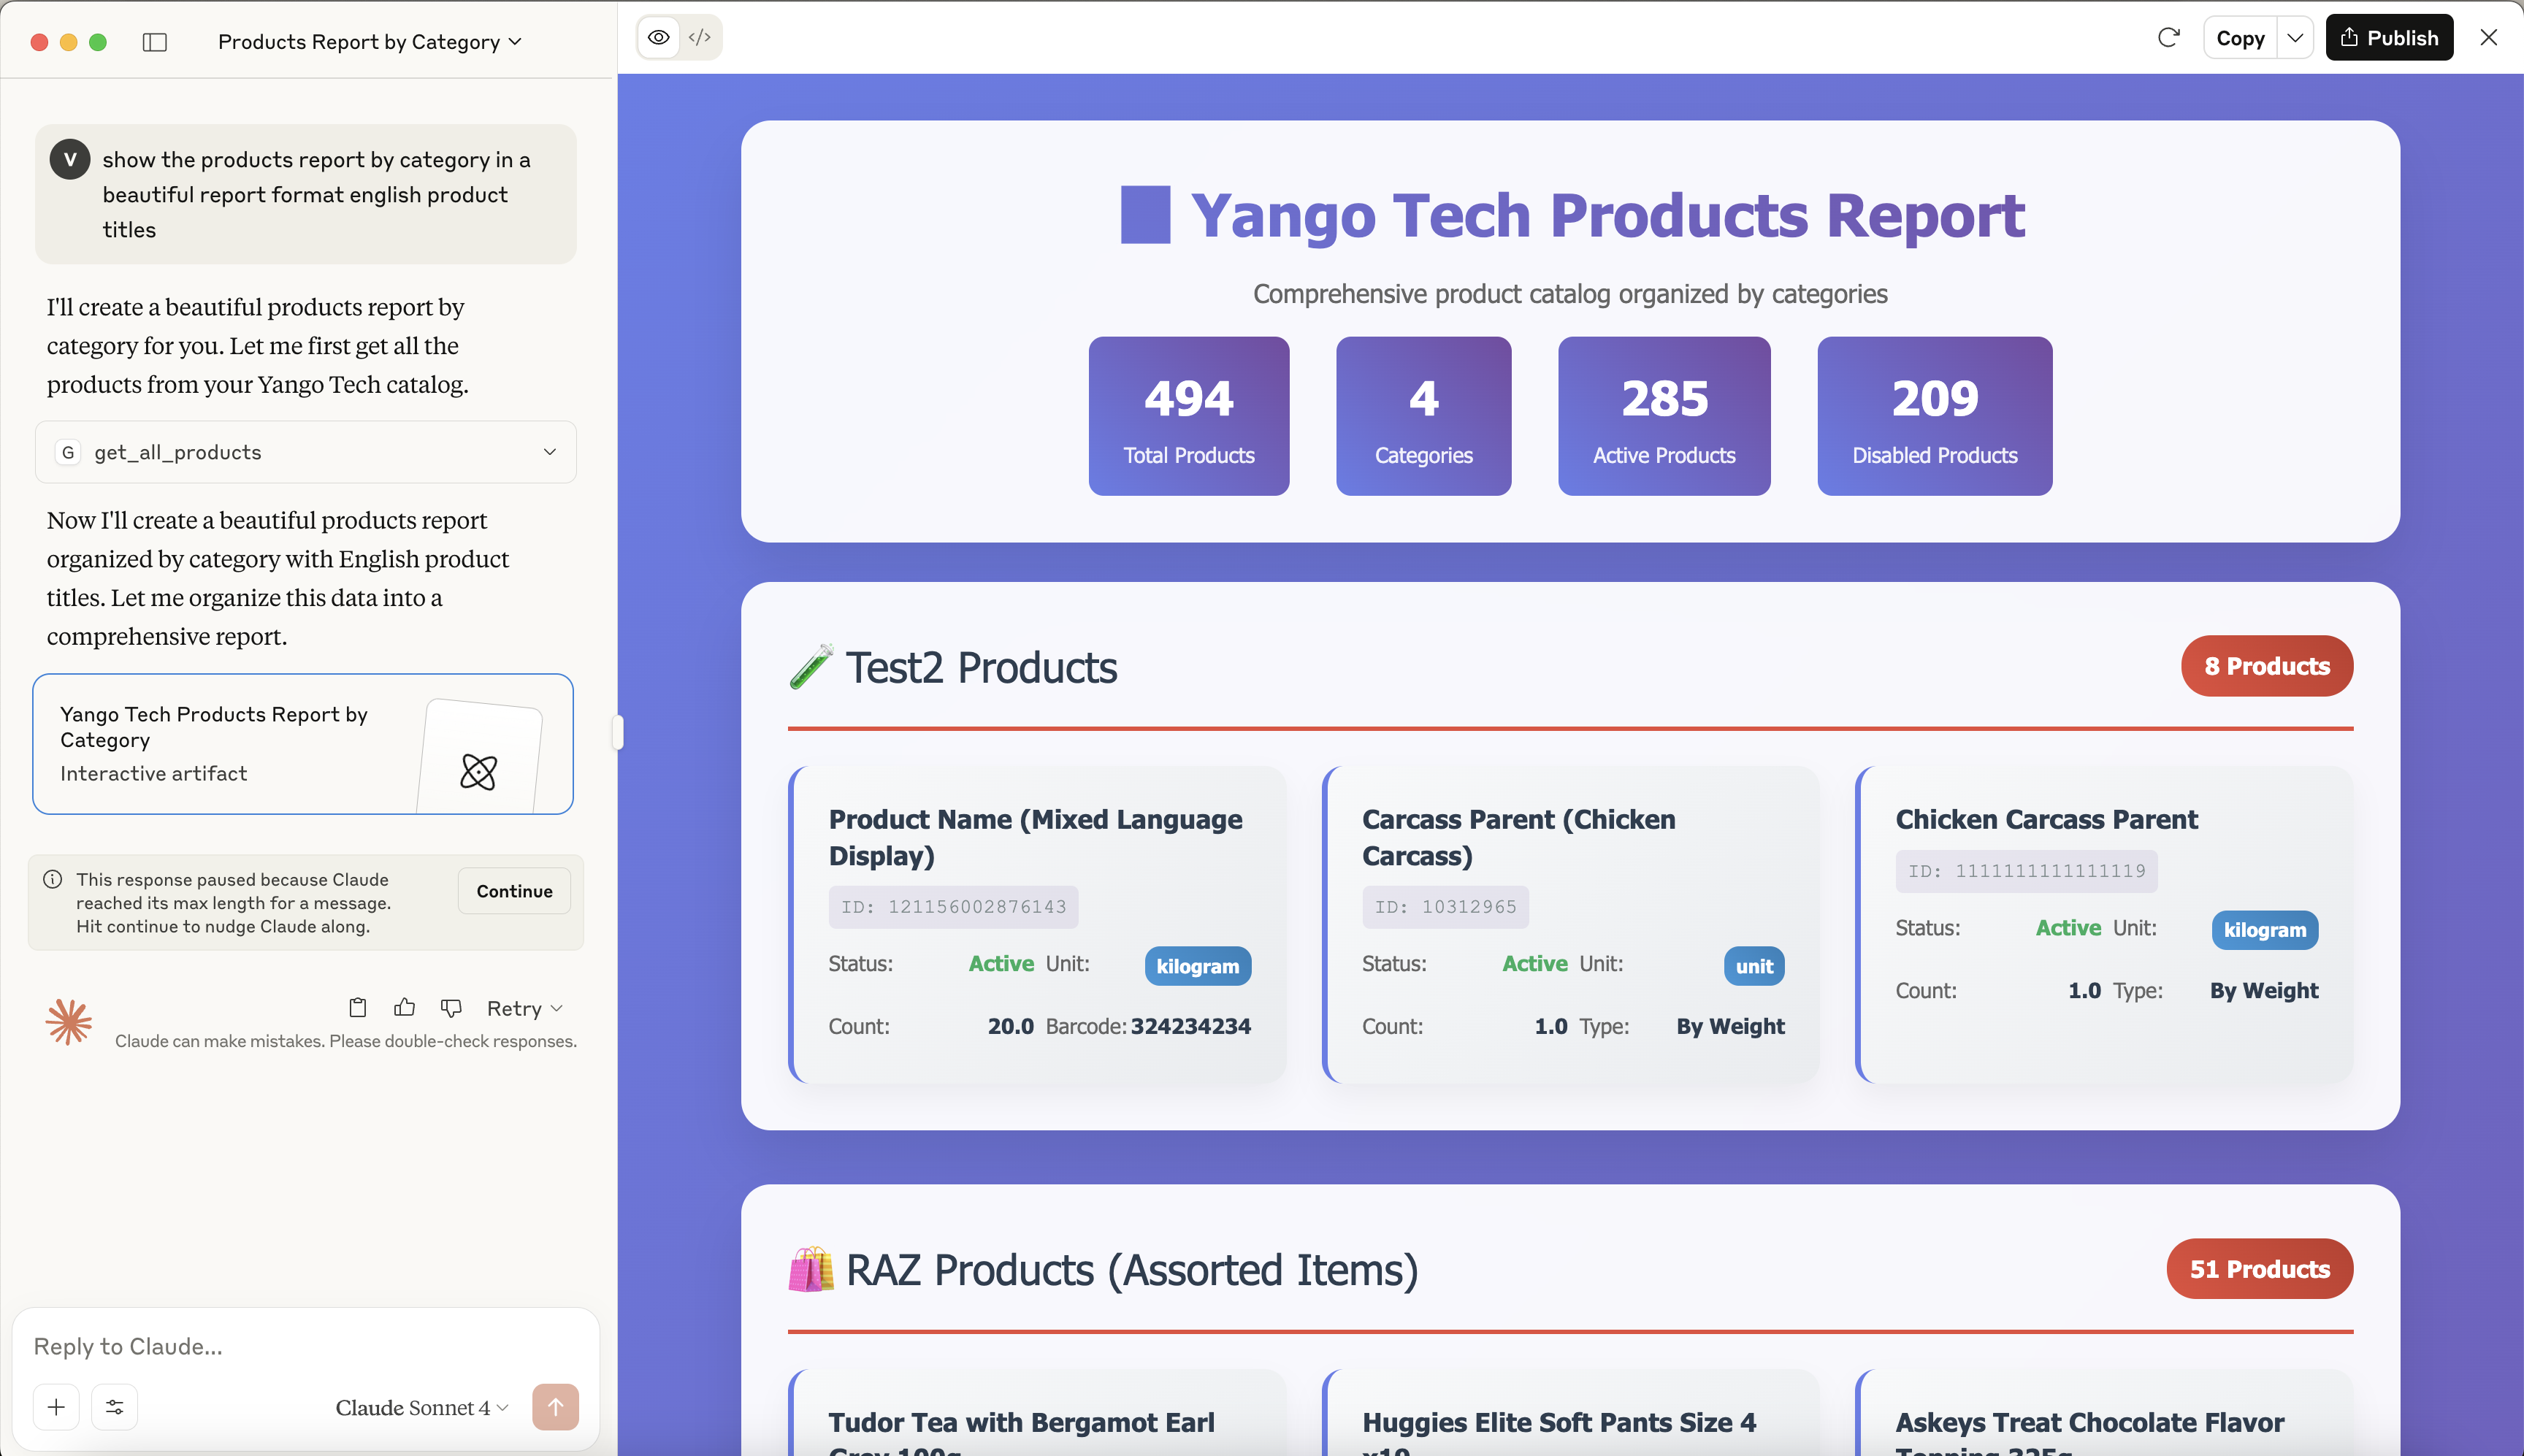 Products Report by Category
V
show the products report by category in a
beautiful report format english product
titles
I'll create a beautiful products report by
category for you. Let me first get all the
products from your Yango Tech catalog.
G get_all_products
Now I'll create a beautiful products report
organized by category with English product
titles. Let me organize this data into a
comprehensive report.
Yango Tech Products Report by
Category
Interactive artifact
This response paused because Claude
reached its max length for a message.
Hit continue to nudge Claude along.
Continue
Retry
Claude can make mistakes. Please double-check responses.
Reply to Claude...
Claude Sonnet 4
</>
Copy
Publish
Yango Tech Products Report
Comprehensive product catalog organized by categories
494
Total Products
4
Categories
285
Active Products
209
Disabled Products
Test2 Products
8 Products
Product Name (Mixed Language
Display)
ID: 121156002876143
Status: Active Unit: kilogram
Count: 20.0 Barcode: 324234234
Carcass Parent (Chicken
Carcass)
ID: 10312965
Status: Active Unit: unit
Count: 1.0 Type: By Weight
Chicken Carcass Parent
ID: 1111111111111119
Status: Active Unit: kilogram
Count: 1.0 Type: By Weight
RAZ Products (Assorted Items)
51 Products
Tudor Tea with Bergamot Earl
Grey 100g
Huggies Elite Soft Pants Size 4
x19
Askeys Treat Chocolate Flavor
Topping 325g